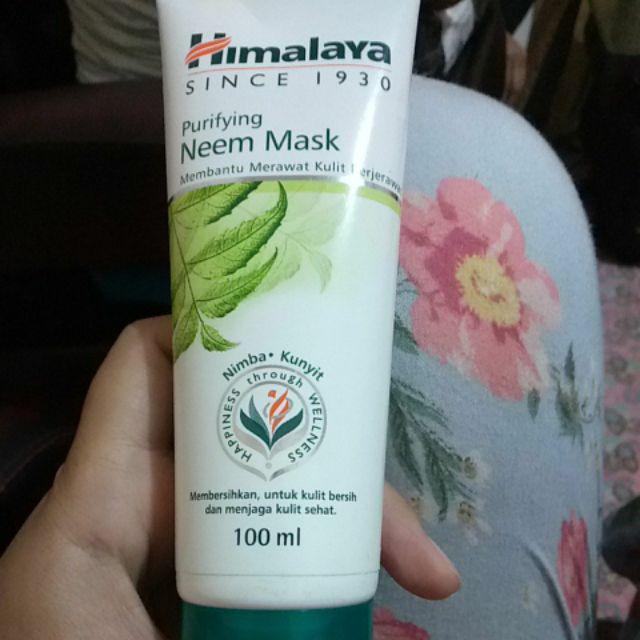 Himalaya
SINCE 1930
Purifying
Neem Mask
Membantu Merawat Kulit
Nimba • Kunyit
HAPPINESS through WELLNESS
Membersihkan, untuk kulit bersih
dan menjaga kulit sehat.
100 ml